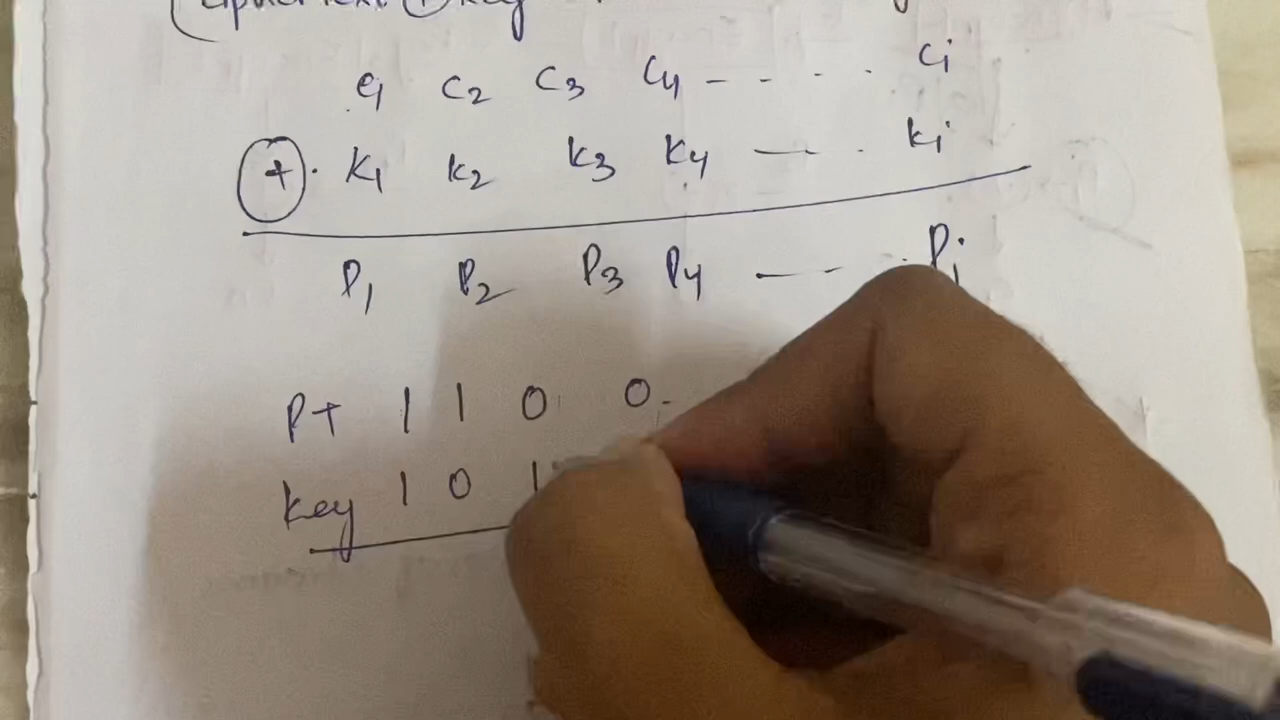 key
C1 C2 C3 C4 - - . . . Ci
+ . K1 K2 K3 K4 — . Ki
P1 P2 P3 P4 — . Pi
PT 1 1 0 0
key 1 0 1